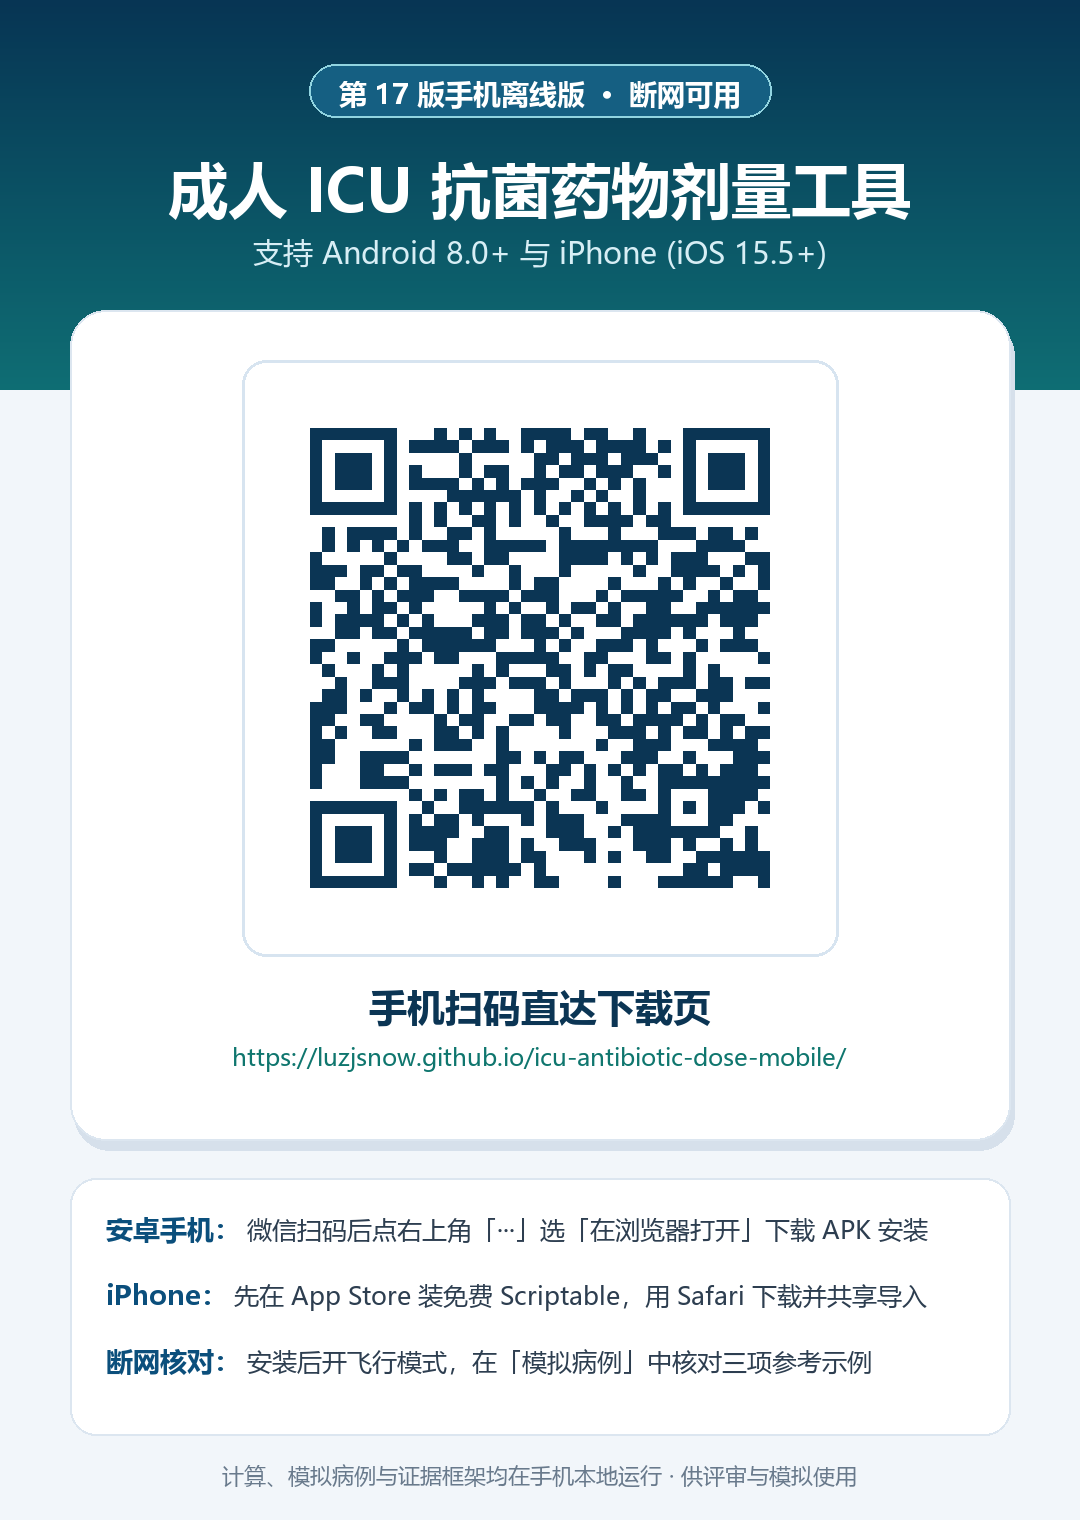 第 17 版手机离线版 · 断网可用
成人 ICU 抗菌药物剂量工具
支持 Android 8.0+ 与 iPhone (iOS 15.5+)
手机扫码直达下载页
https://luzjsnow.github.io/icu-antibiotic-dose-mobile/
安卓手机： 微信扫码后点右上角「···」选「在浏览器打开」下载 APK 安装
iPhone： 先在 App Store 装免费 Scriptable，用 Safari 下载并共享导入
断网核对： 安装后开飞行模式，在「模拟病例」中核对三项参考示例
计算、模拟病例与证据框架均在手机本地运行 · 供评审与模拟使用